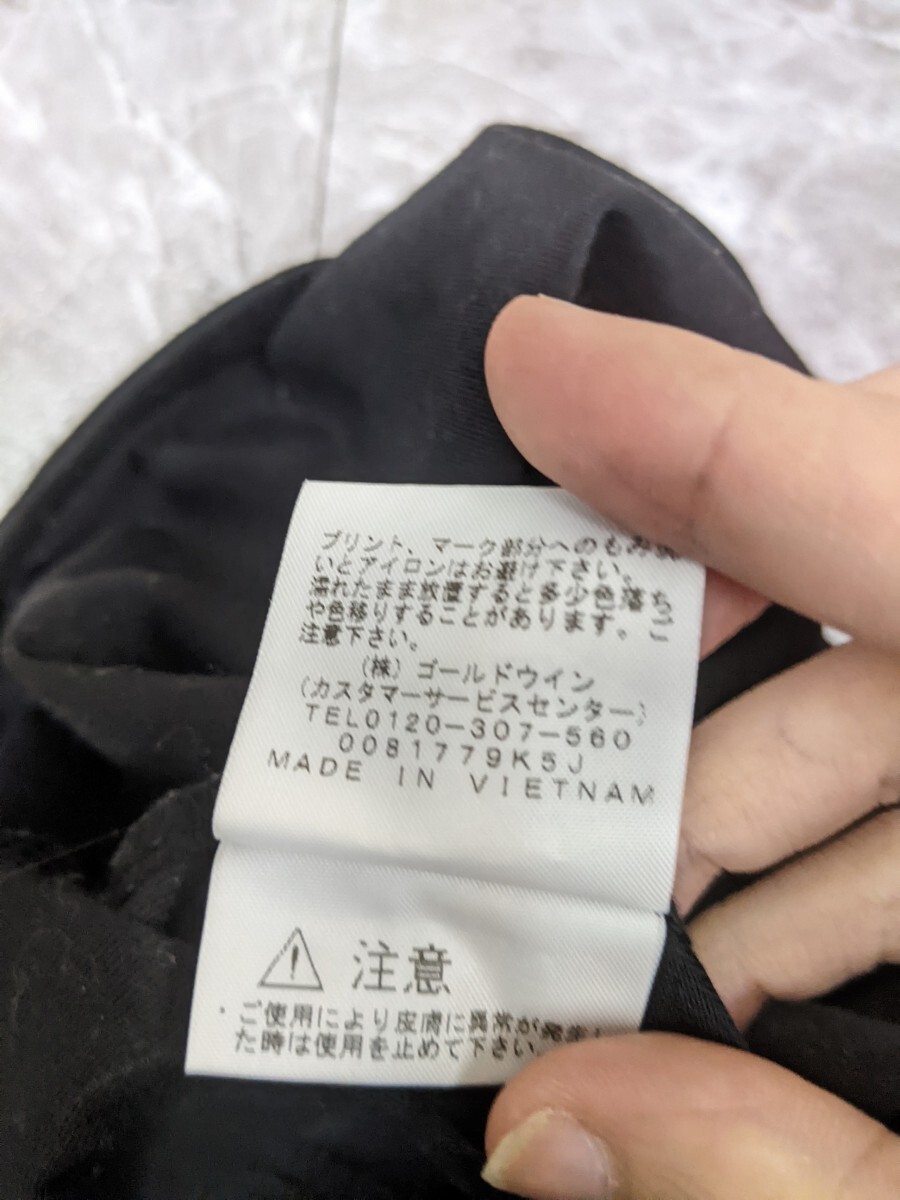 プリント、マーク部分へのもみ洗
いとアイロンはお避け下さい。
濡れたまま放置すると多少色落ち
や色移りすることがあります。ご
注意下さい。
(株)ゴールドウイン
(カスタマーサービスセンター)
TEL0120-307-560
0081779K5J
MADE IN VIETNAM
注意
・ご使用により皮膚に異常が発生し
た時は使用を止めて下さい。